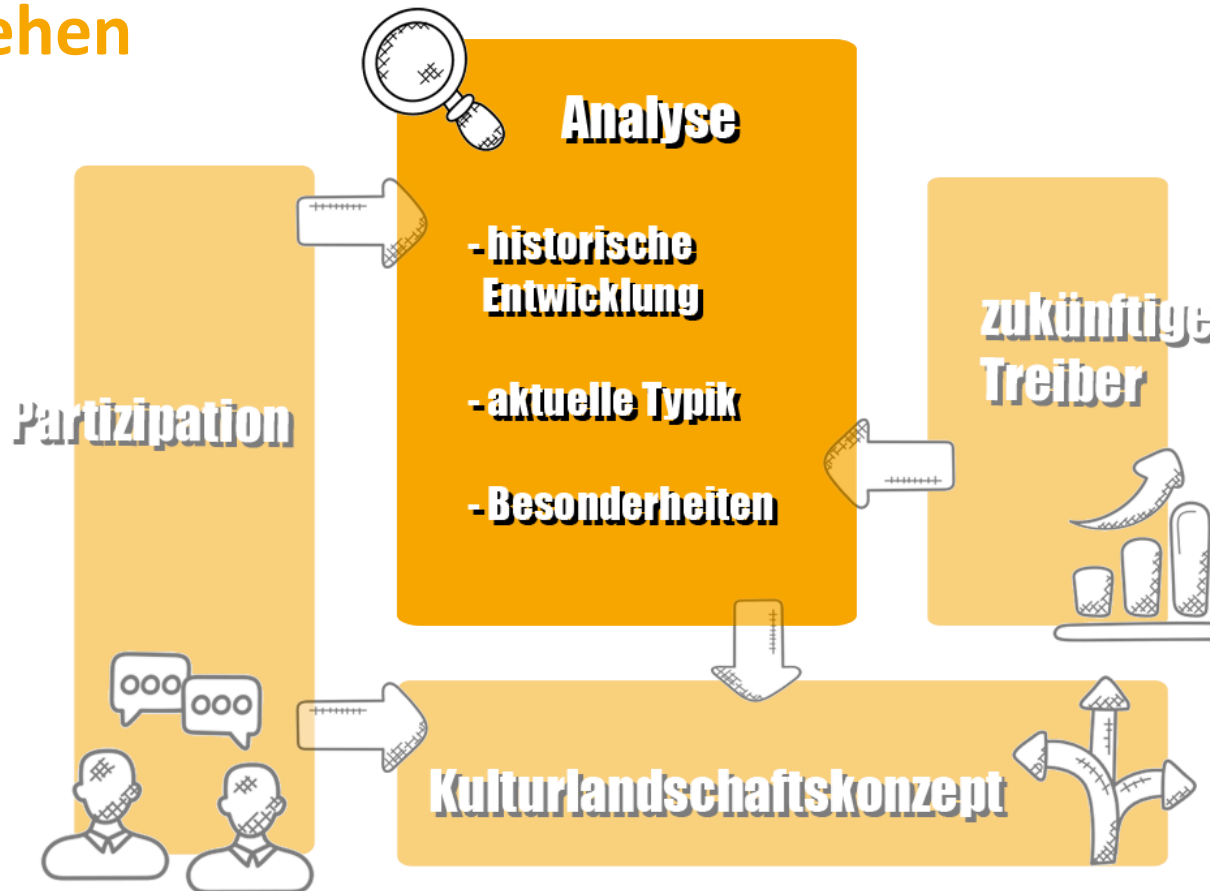 ehen
Analyse
- historische
Entwicklung
- aktuelle Typik
- Besonderheiten
Partizipation
zukünftige
Treiber
Kulturlandschaftskonzept